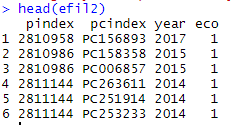 > head(efil2)
pindex pcindex year eco
1 2810958 PC156893 2017 1
2 2810986 PC158358 2015 1
3 2810986 PC006857 2015 1
4 2811144 PC263611 2014 1
5 2811144 PC251914 2014 1
6 2811144 PC253233 2014 1